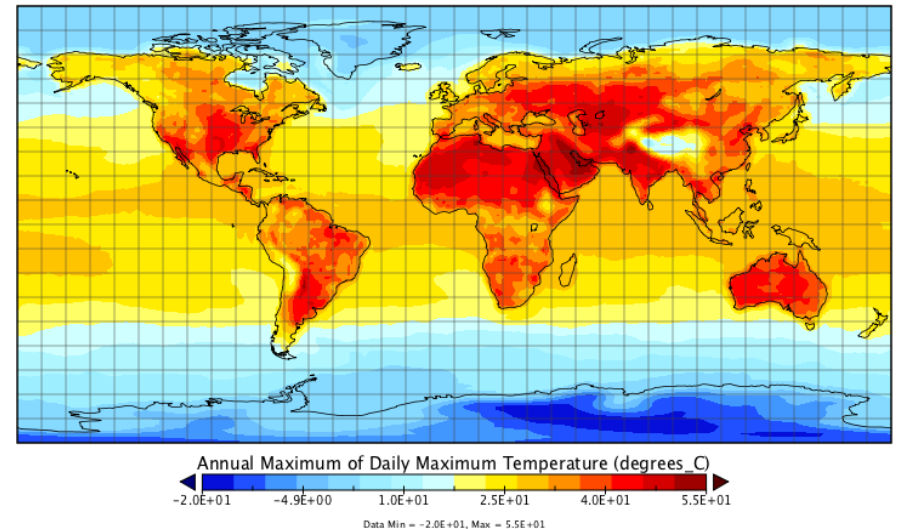 Annual Maximum of Daily Maximum Temperature (degrees_C)
-2.0E+01 -4.9E+00 1.0E+01 2.5E+01 4.0E+01 5.5E+01
Data Min = -2.0E+01, Max = 5.5E+01